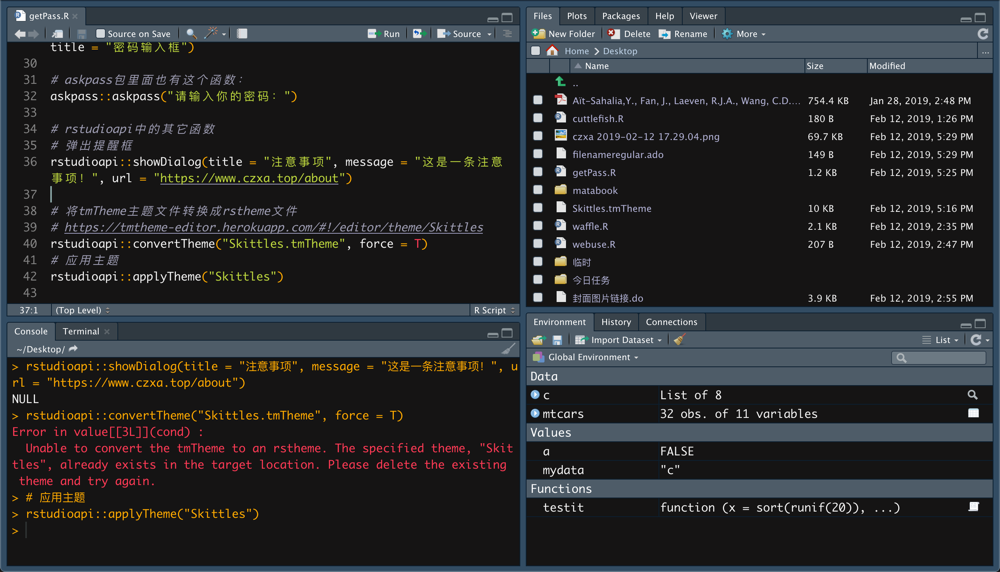 getPass.R
Source on Save
Run
Source
title = "密码输入框")
30
31 # askpass包里面也有这个函数：
32 askpass::askpass("请输入你的密码：")
33
34 # rstudioapi中的其它函数
35 # 弹出提醒框
36 rstudioapi::showDialog(title = "注意事项", message = "这是一条注意
事项！", url = "https://www.czxa.top/about")
37
38 # 将tmTheme主题文件转换成rstheme文件
39 # https://tmtheme-editor.herokuapp.com/#!/editor/theme/Skittles
40 rstudioapi::convertTheme("Skittles.tmTheme", force = T)
41 # 应用主题
42 rstudioapi::applyTheme("Skittles")
43
37:1 (Top Level) R Script
Console Terminal
~/Desktop/
> rstudioapi::showDialog(title = "注意事项", message = "这是一条注意事项！", u
rl = "https://www.czxa.top/about")
NULL
> rstudioapi::convertTheme("Skittles.tmTheme", force = T)
Error in value[[3L]](cond) :
Unable to convert the tmTheme to an rstheme. The specified theme, "Skit
tles", already exists in the target location. Please delete the existing
theme and try again.
> # 应用主题
> rstudioapi::applyTheme("Skittles")
>
Files Plots Packages Help Viewer
New Folder Delete Rename More
Home Desktop ...
Name Size Modified
..
Aït-Sahalia,Y., Fan, J., Laeven, R.J.A., Wang, C.D.... 754.4 KB Jan 28, 2019, 2:48 PM
cuttlefish.R 180 B Feb 12, 2019, 1:26 PM
czxa 2019-02-12 17.29.04.png 69.7 KB Feb 12, 2019, 5:29 PM
filenameregular.ado 149 B Feb 12, 2019, 5:29 PM
getPass.R 1.2 KB Feb 12, 2019, 5:25 PM
matabook
Skittles.tmTheme 10 KB Feb 12, 2019, 5:16 PM
waffle.R 2.1 KB Feb 12, 2019, 2:35 PM
webuse.R 207 B Feb 12, 2019, 2:47 PM
临时
今日任务
封面图片链接.do 3.9 KB Feb 12, 2019, 2:55 PM
Environment History Connections
Import Dataset List
Global Environment
Data
c List of 8
mtcars 32 obs. of 11 variables
Values
a FALSE
mydata "c"
Functions
testit function (x = sort(runif(20)), ...)